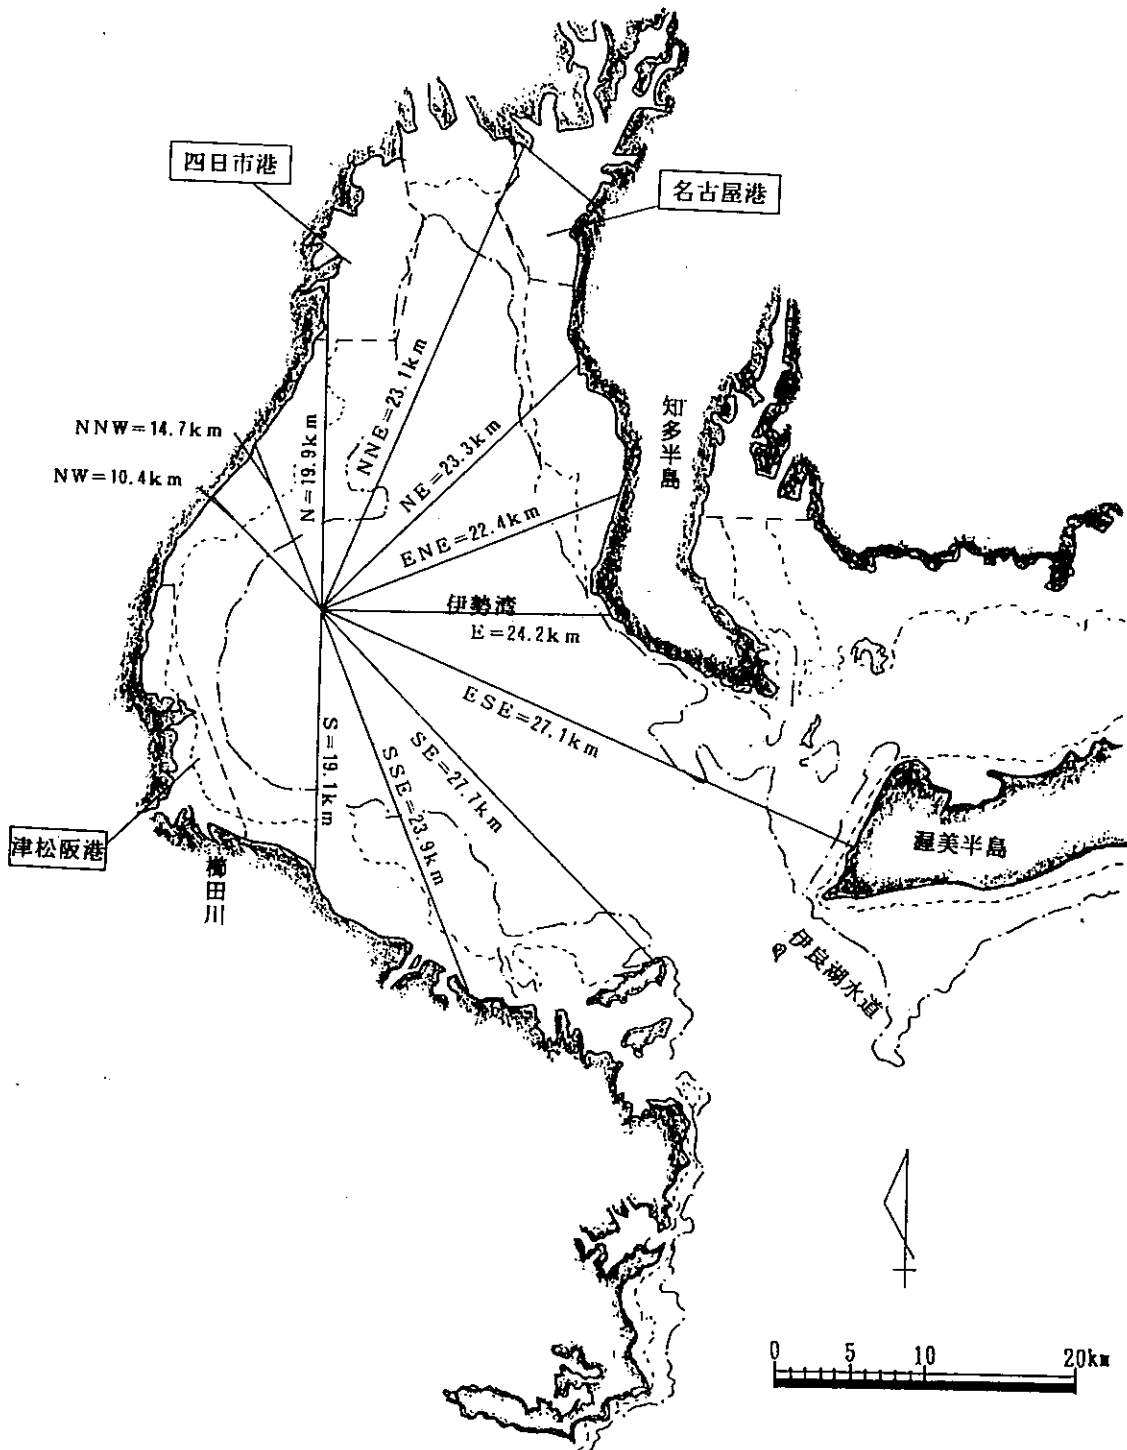 四日市港
名古屋港
NNW=14.7km
NW=10.4km
N=19.9km
NNE=23.1km
NE=23.3km
ENE=22.4km
知多半島
伊勢湾
E=24.2km
ESE=27.1km
SE=27.7km
SSE=23.9km
S=19.1km
津松阪港
櫛田川
渥美半島
伊良湖水道
0 5 10 20km